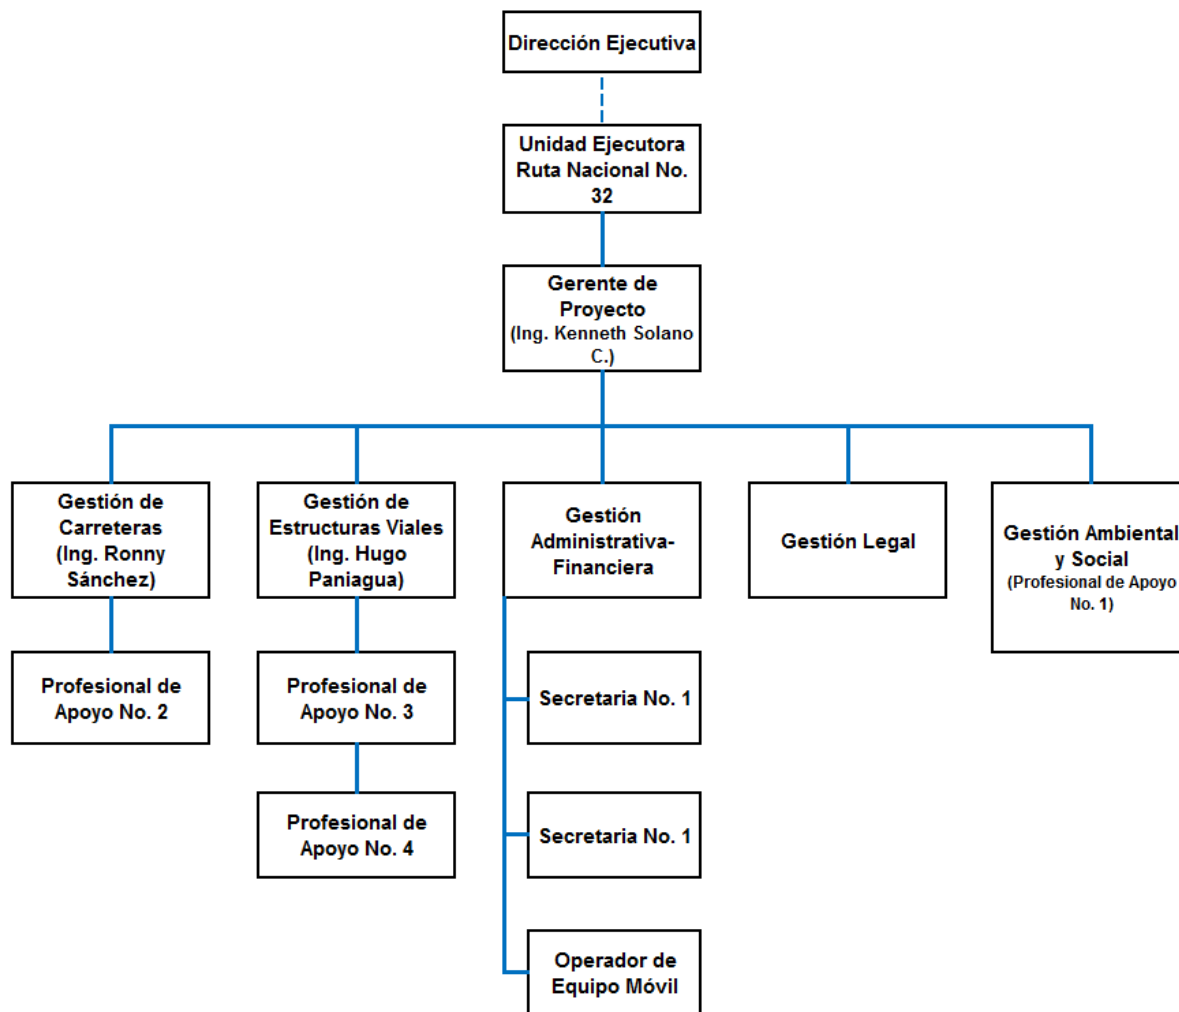 Dirección Ejecutiva
Unidad Ejecutora
Ruta Nacional No.
32
Gerente de
Proyecto
(Ing. Kenneth Solano
C.)
Gestión de
Carreteras
(Ing. Ronny
Sánchez)
Gestión de
Estructuras Viales
(Ing. Hugo
Paniagua)
Gestión
Administrativa-
Financiera
Gestión Legal
Gestión Ambiental
y Social
(Profesional de Apoyo
No. 1)
Profesional de
Apoyo No. 2
Profesional de
Apoyo No. 3
Secretaria No. 1
Profesional de
Apoyo No. 4
Secretaria No. 1
Operador de
Equipo Móvil